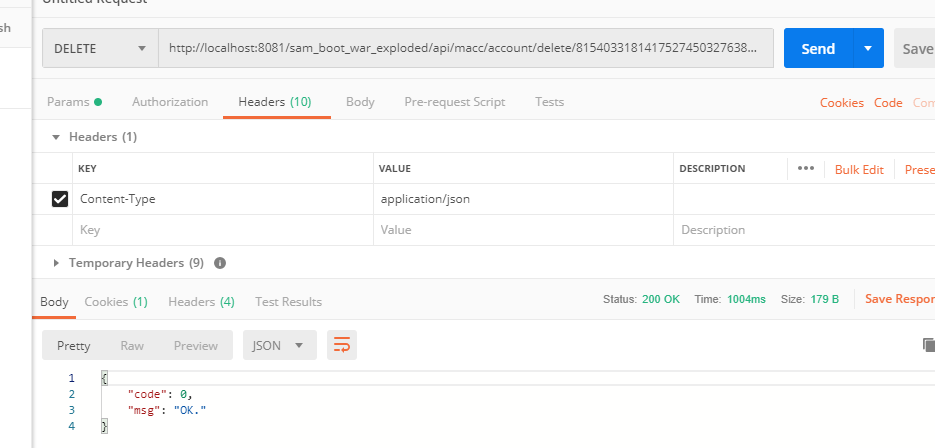 Untitled Request
sh
DELETE http://localhost:8081/sam_boot_war_exploded/api/macc/account/delete/8154033181417527450327638... Send Save
Params Authorization Headers (10) Body Pre-request Script Tests Cookies Code Com
Headers (1)
KEY VALUE DESCRIPTION ••• Bulk Edit Prese
Content-Type application/json
Key Value Description
Temporary Headers (9) i
Body Cookies (1) Headers (4) Test Results Status: 200 OK Time: 1004ms Size: 179 B Save Respor
Pretty Raw Preview JSON
1 {
2 "code": 0,
3 "msg": "OK."
4 }